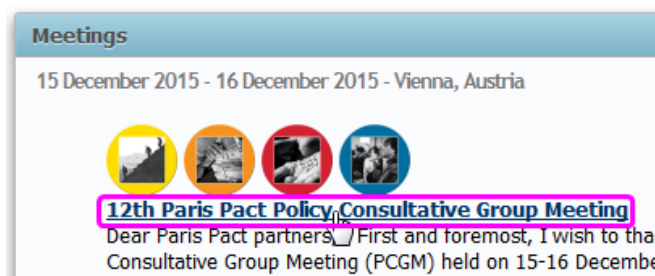 Meetings
15 December 2015 - 16 December 2015 - Vienna, Austria
12th Paris Pact Policy Consultative Group Meeting
Dear Paris Pact partners, First and foremost, I wish to tha
Consultative Group Meeting (PCGM) held on 15-16 Decembe